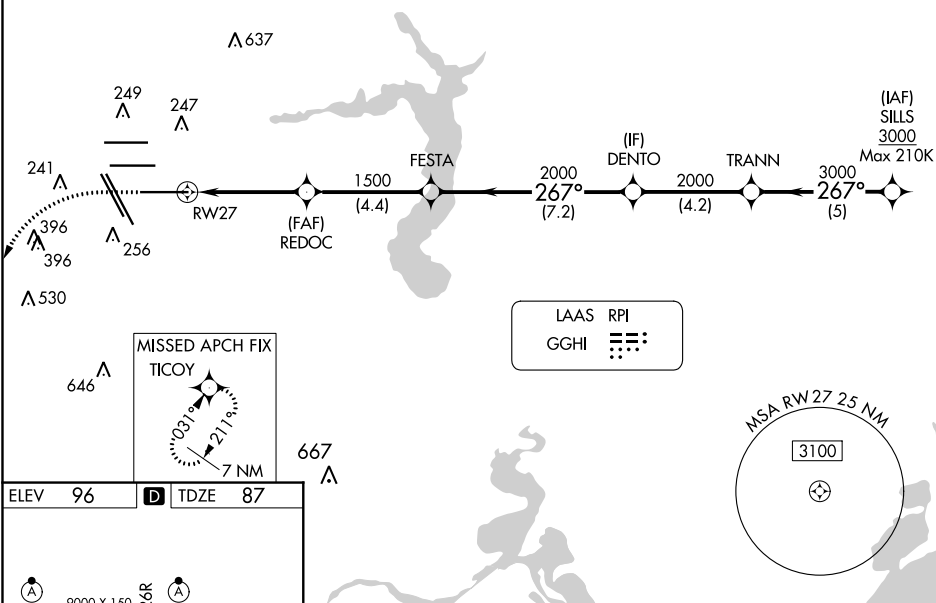 637
249
247
241
396
396
256
530
646
667
RW27
(FAF)
REDOC
1500
(4.4)
FESTA
2000
267°
(7.2)
(IF)
DENTO
2000
(4.2)
TRANN
3000
267°
(5)
(IAF)
SILLS
3000
Max 210K
LAAS RPI
GGHI
MISSED APCH FIX
TICOY
031°
211°
7 NM
MSA RW27 25 NM
3100
ELEV 96 D TDZE 87
A
9000 X 150
26R
A